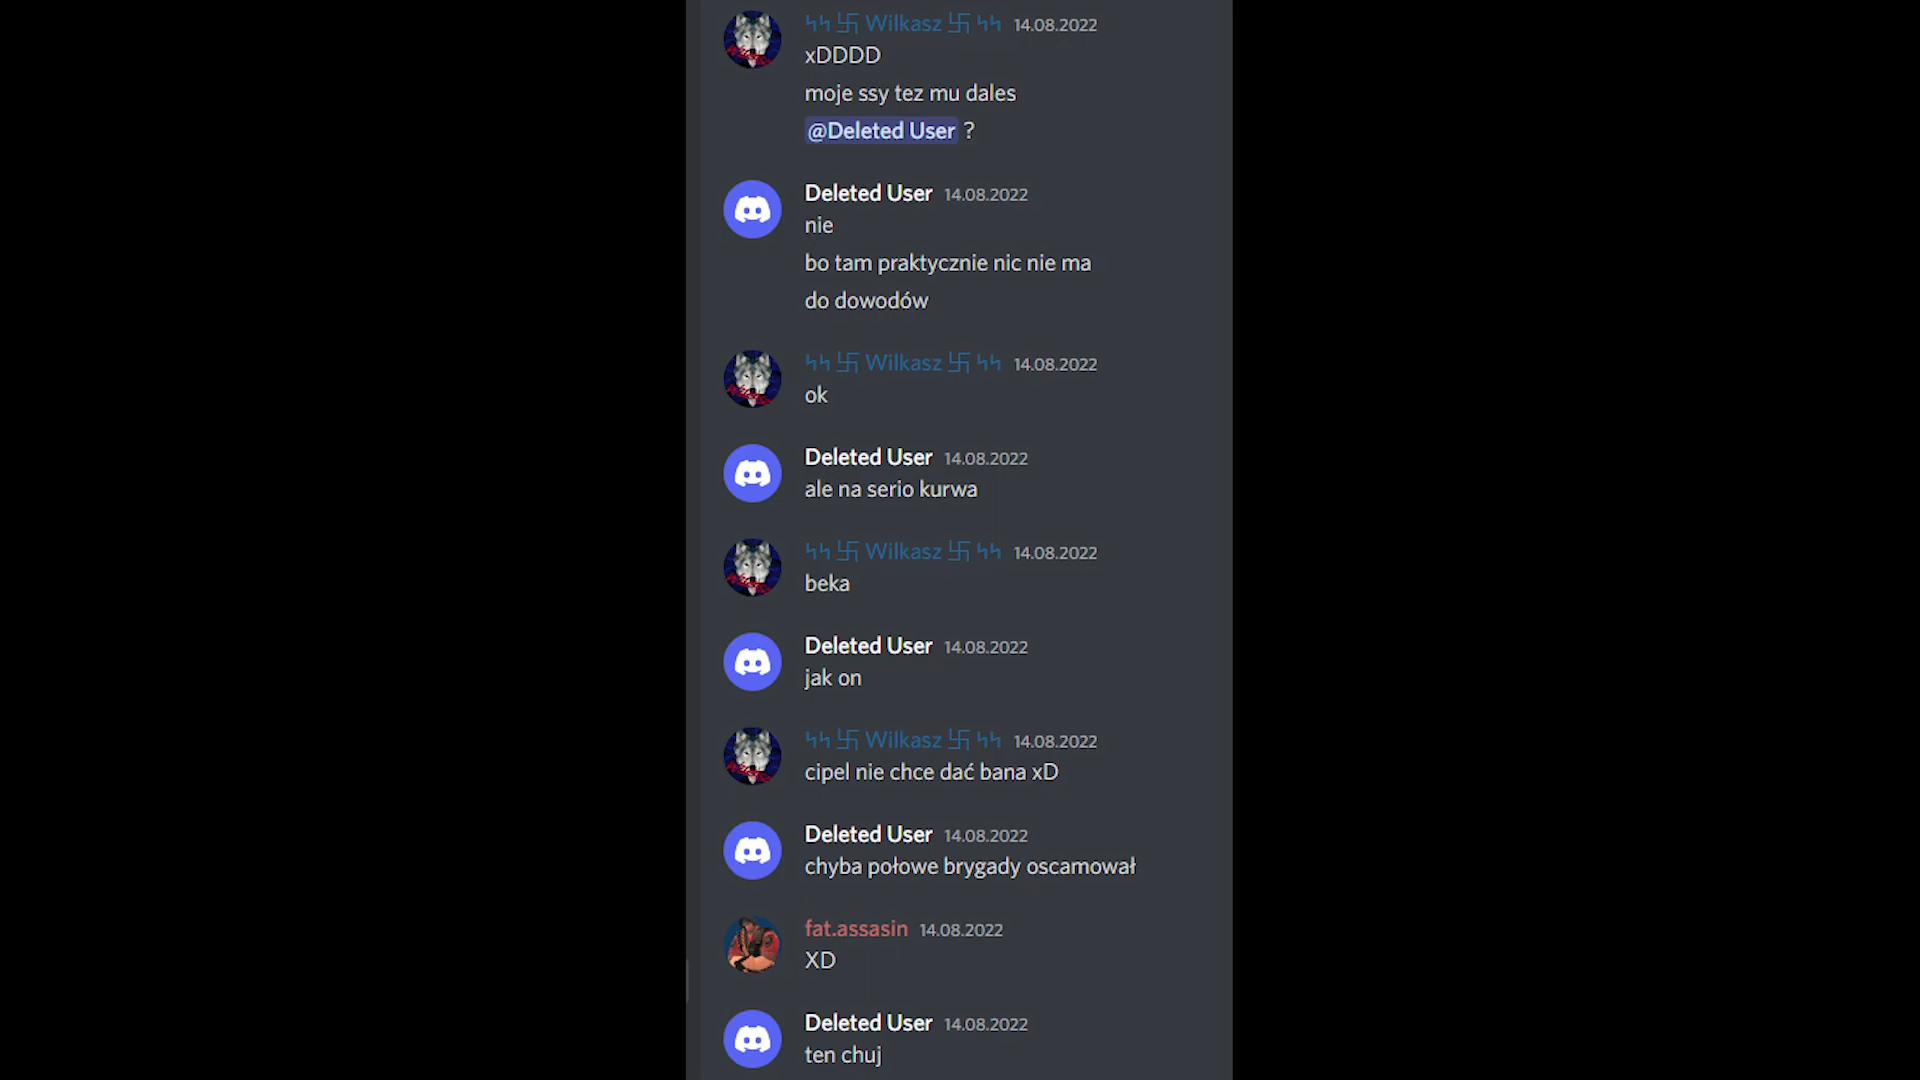 ϟϟ 卐 Wilkasz 卐 ϟϟ 14.08.2022
xDDDD
moje ssy tez mu dales
@Deleted User ?
Deleted User 14.08.2022
nie
bo tam praktycznie nic nie ma
do dowodów
ϟϟ 卐 Wilkasz 卐 ϟϟ 14.08.2022
ok
Deleted User 14.08.2022
ale na serio kurwa
ϟϟ 卐 Wilkasz 卐 ϟϟ 14.08.2022
beka
Deleted User 14.08.2022
jak on
ϟϟ 卐 Wilkasz 卐 ϟϟ 14.08.2022
cipel nie chce dać bana xD
Deleted User 14.08.2022
chyba połowe brygady oscamował
fat.assasin 14.08.2022
XD
Deleted User 14.08.2022
ten chuj